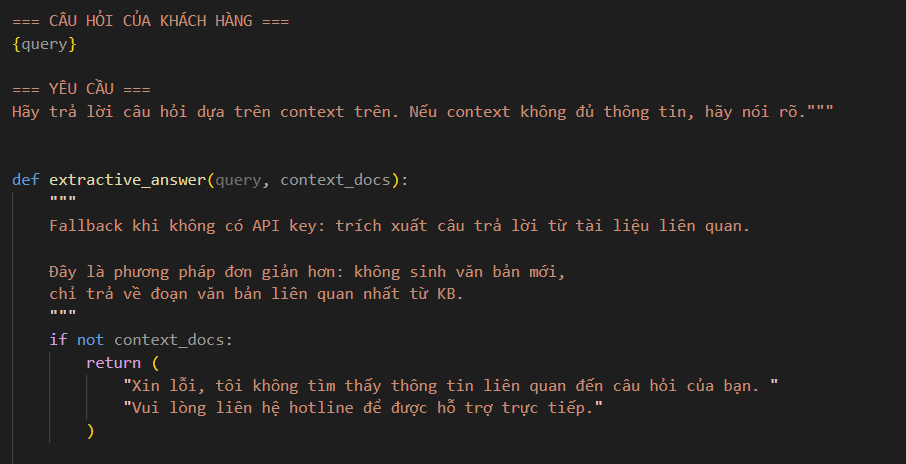 === CÂU HỎI CỦA KHÁCH HÀNG ===
{query}
=== YÊU CẦU ===
Hãy trả lời câu hỏi dựa trên context trên. Nếu context không đủ thông tin, hãy nói rõ."""
def extractive_answer(query, context_docs):
"""
Fallback khi không có API key: trích xuất câu trả lời từ tài liệu liên quan.
Đây là phương pháp đơn giản hơn: không sinh văn bản mới,
chỉ trả về đoạn văn bản liên quan nhất từ KB.
"""
if not context_docs:
return (
"Xin lỗi, tôi không tìm thấy thông tin liên quan đến câu hỏi của bạn. "
"Vui lòng liên hệ hotline để được hỗ trợ trực tiếp."
)